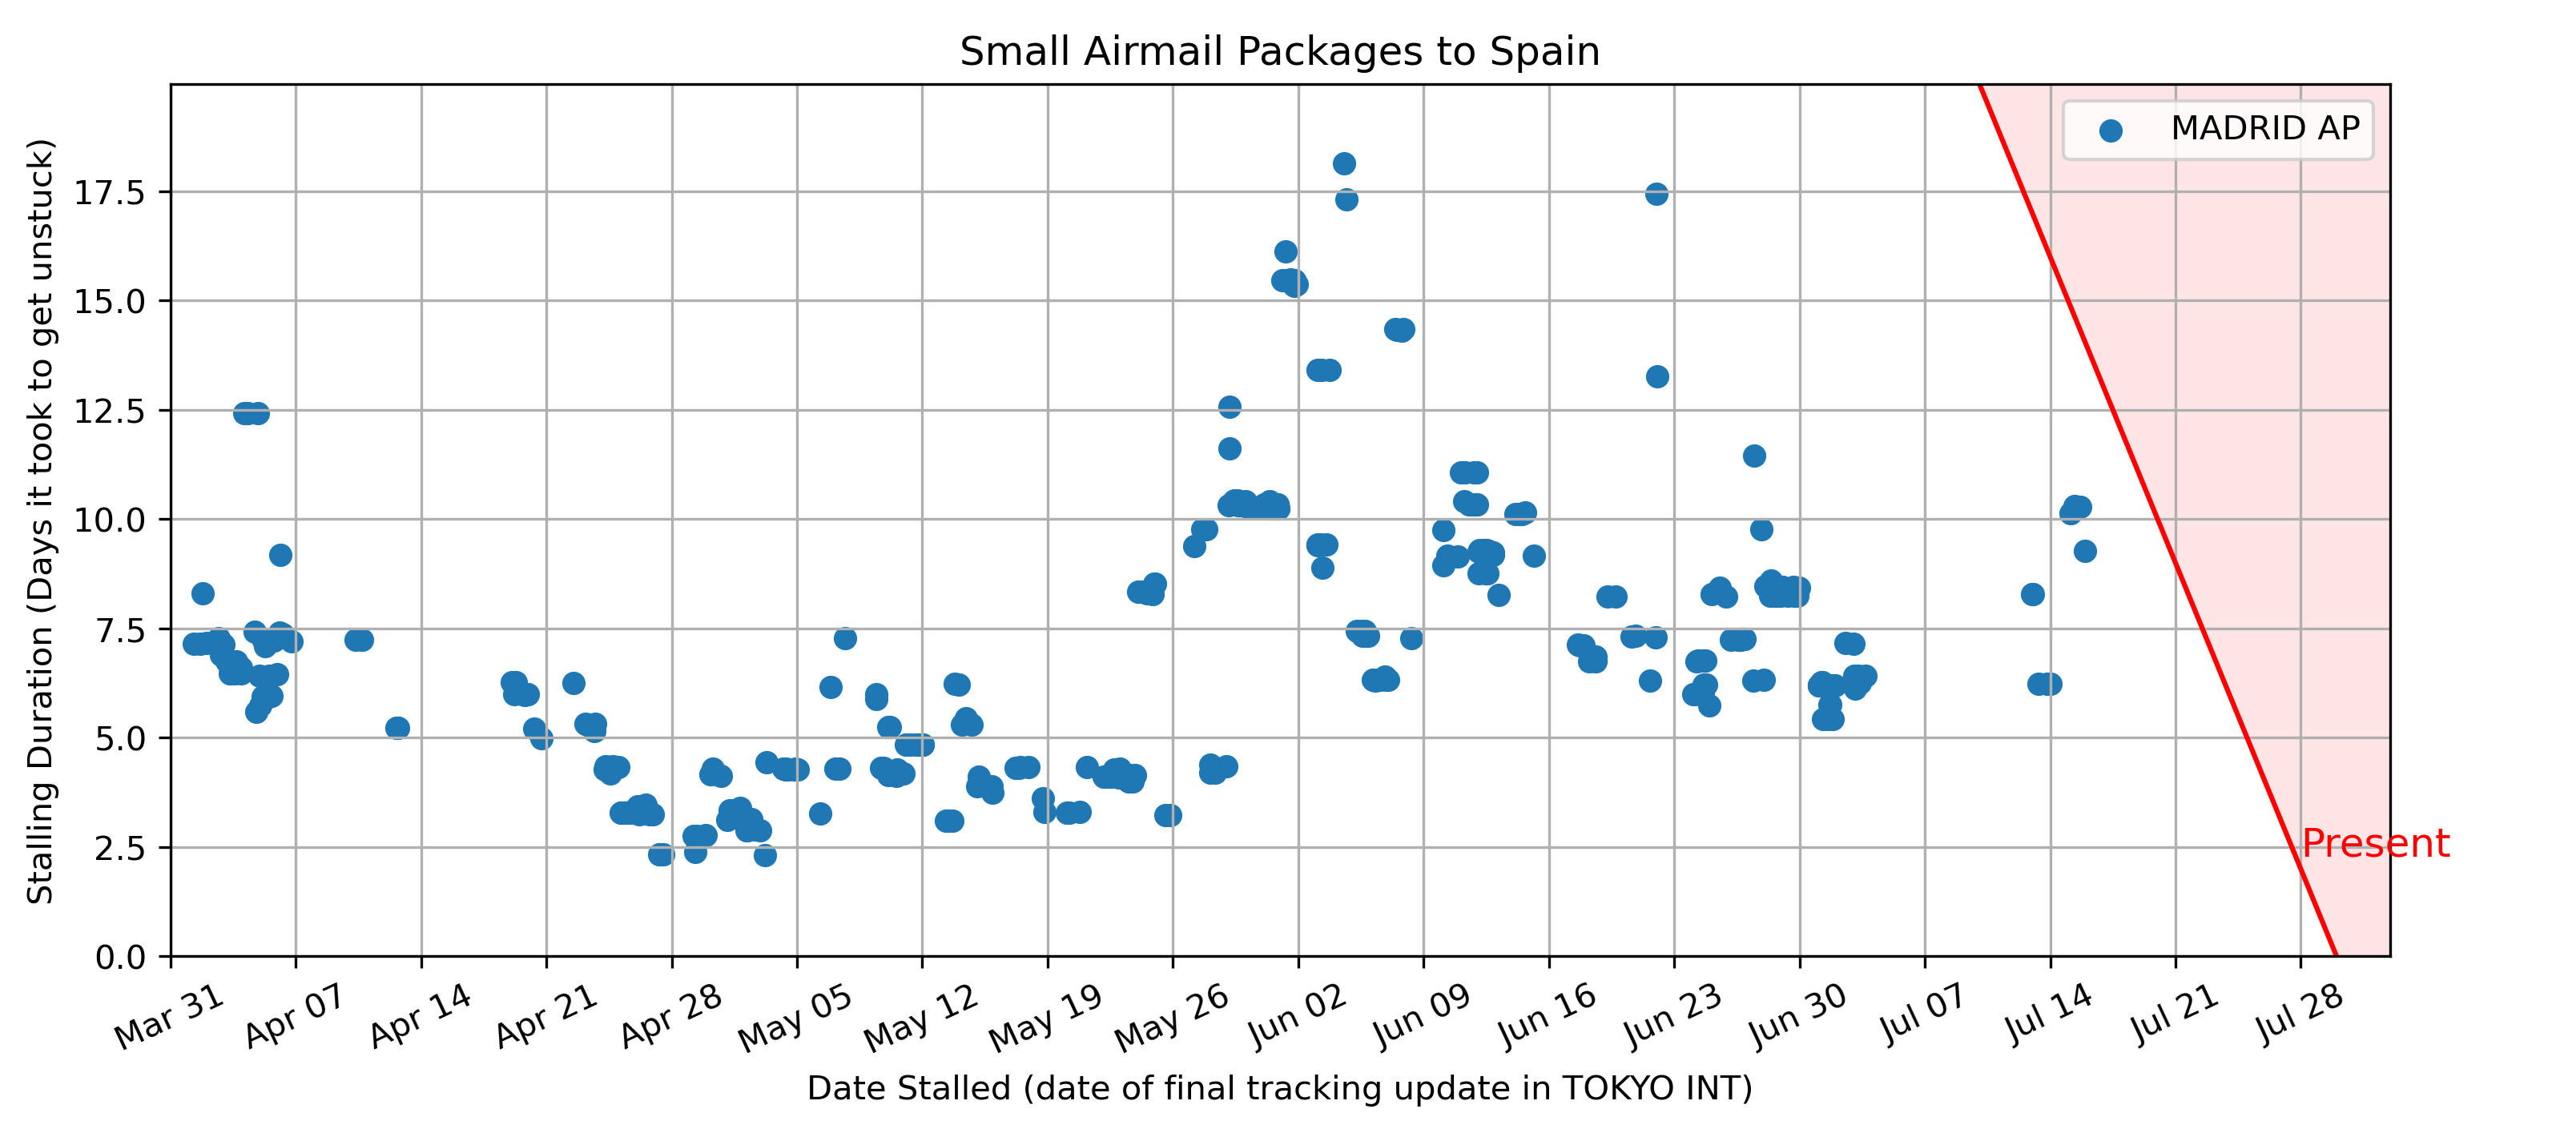 Small Airmail Packages to Spain
MADRID AP
Stalling Duration (Days it took to get unstuck)
17.5
15.0
12.5
10.0
7.5
5.0
2.5
0.0
Present
Mar 31 Apr 07 Apr 14 Apr 21 Apr 28 May 05 May 12 May 19 May 26 Jun 02 Jun 09 Jun 16 Jun 23 Jun 30 Jul 07 Jul 14 Jul 21 Jul 28
Date Stalled (date of final tracking update in TOKYO INT)